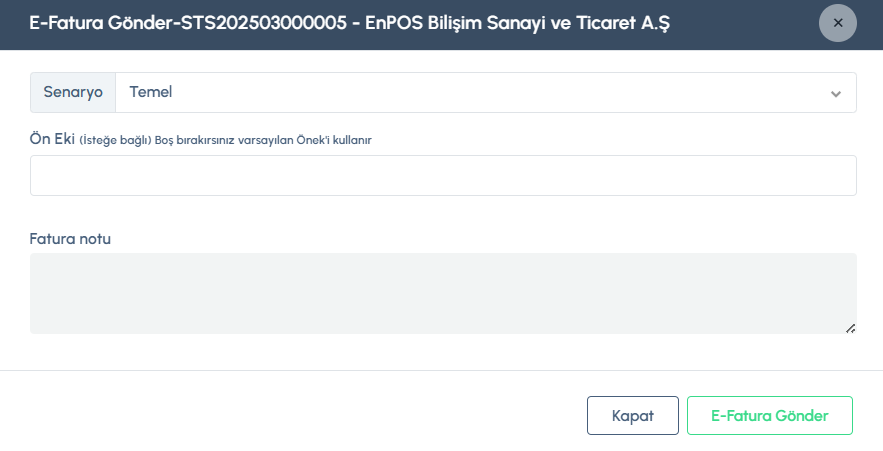 E-Fatura Gönder-STS202503000005 - EnPOS Bilişim Sanayi ve Ticaret A.Ş
Senaryo Temel
Ön Eki (İsteğe bağlı) Boş bırakırsınız varsayılan Önek'i kullanır
Fatura notu
Kapat E-Fatura Gönder